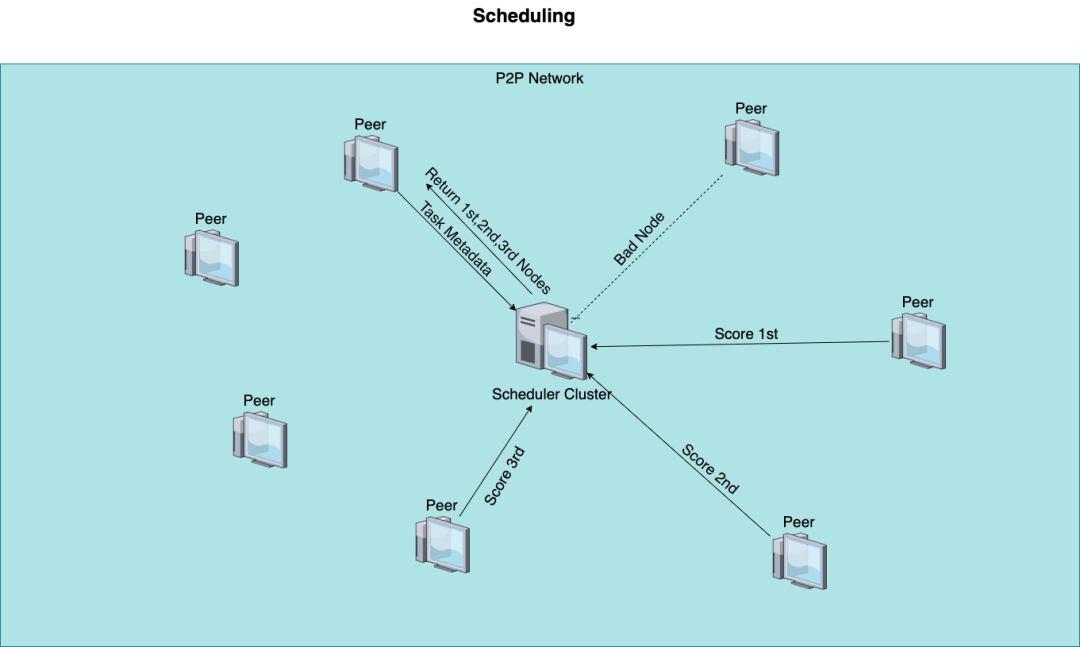 Scheduling
P2P Network
Peer
Peer
Peer
Return 1st,2nd,3rd Nodes
Task Metadata
Bad Node
Peer
Score 1st
Scheduler Cluster
Peer
Score 3rd
Score 2nd
Peer
Peer